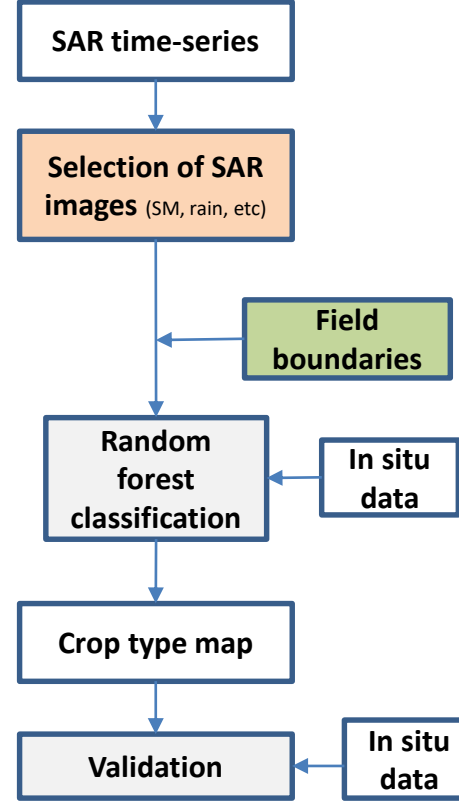 SAR time-series
Selection of SAR
images (SM, rain, etc)
Field
boundaries
Random
forest
classification
In situ
data
Crop type map
Validation
In situ
data